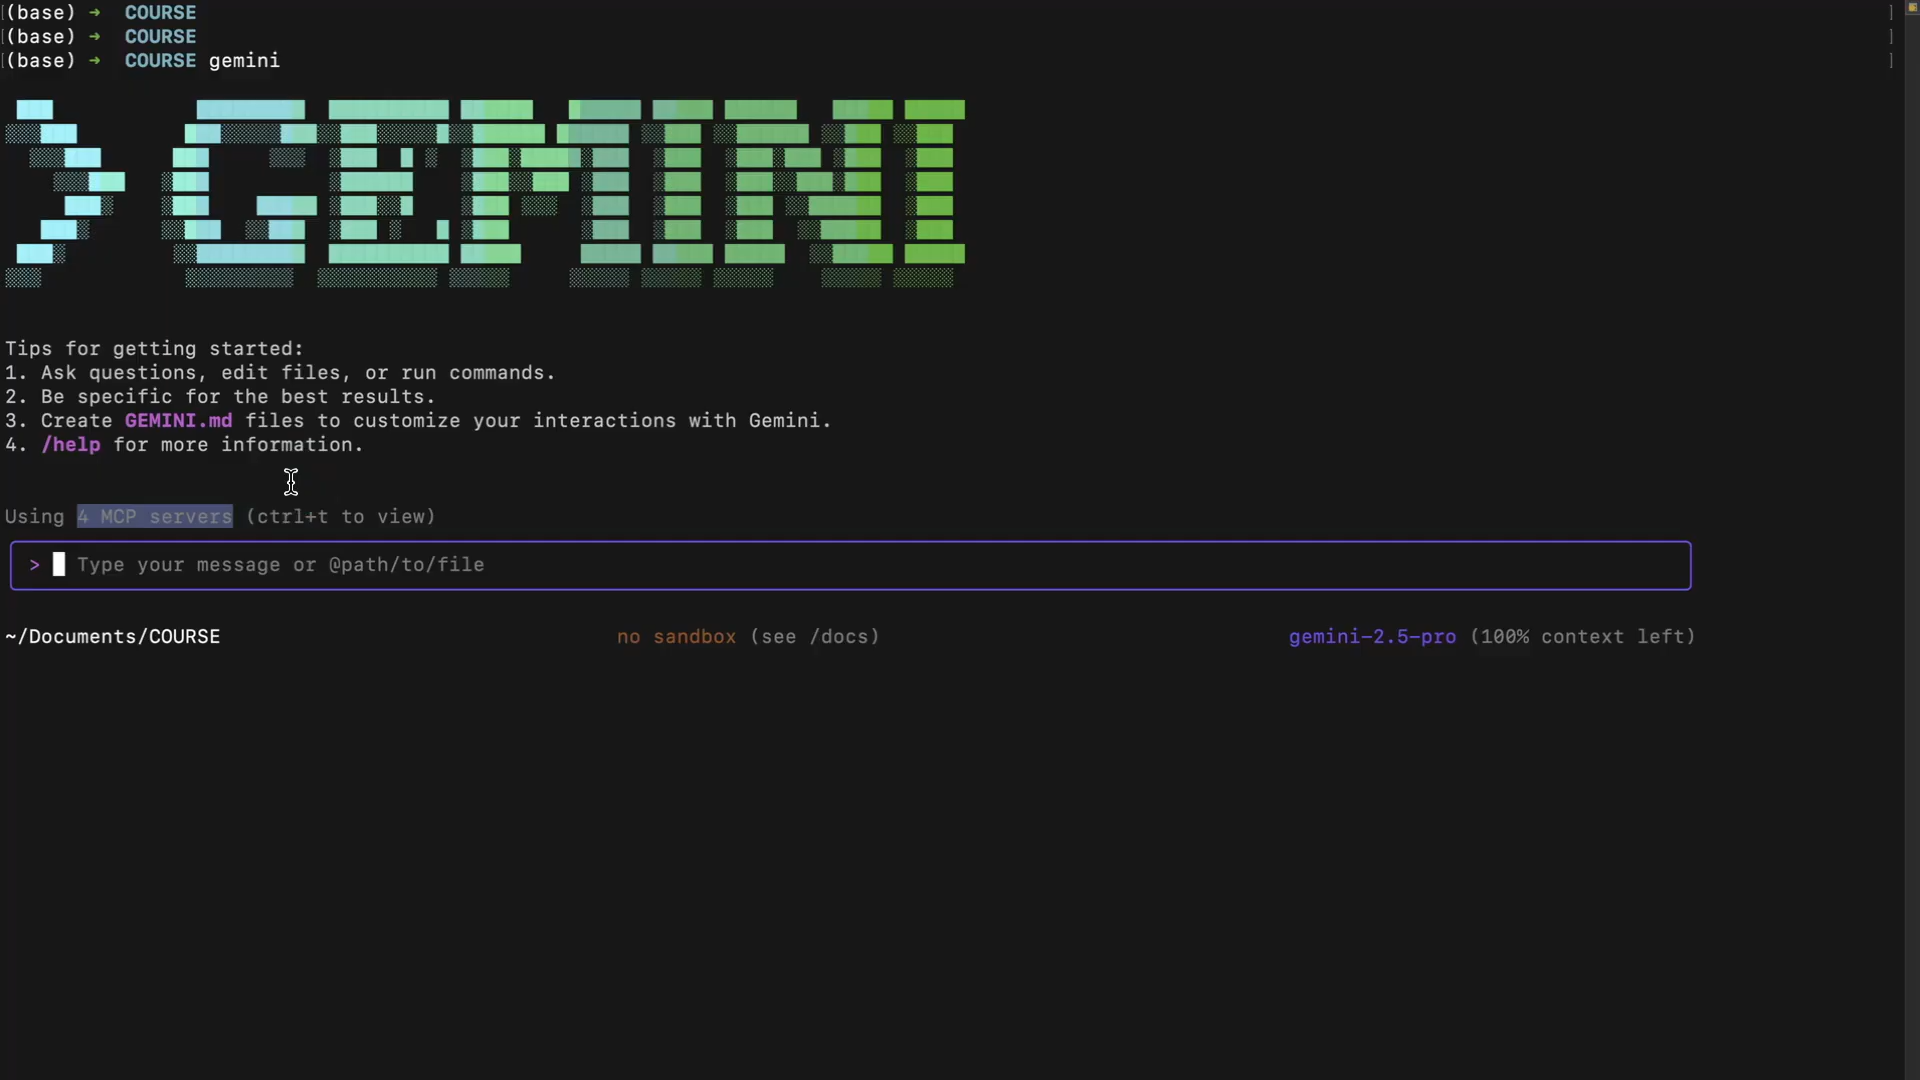 (base) → COURSE
(base) → COURSE
(base) → COURSE gemini
> GEMINI
Tips for getting started:
1. Ask questions, edit files, or run commands.
2. Be specific for the best results.
3. Create GEMINI.md files to customize your interactions with Gemini.
4. /help for more information.
Using 4 MCP servers (ctrl+t to view)
> Type your message or @path/to/file
~/Documents/COURSE no sandbox (see /docs) gemini-2.5-pro (100% context left)